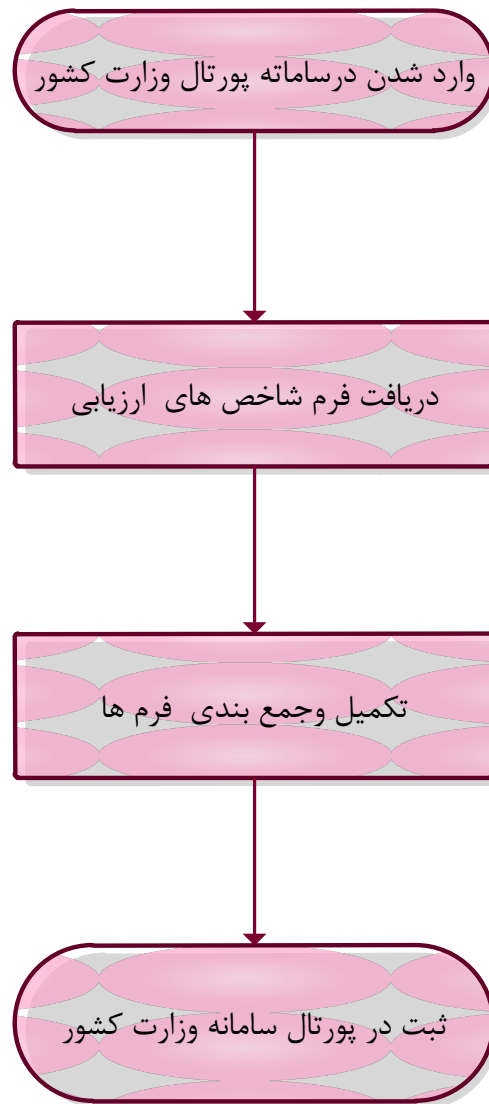 وارد شدن درساماته پورتال وزارت کشور
دریافت فرم شاخص های ارزیابی
تکمیل وجمع بندی فرم ها
ثبت در پورتال سامانه وزارت کشور